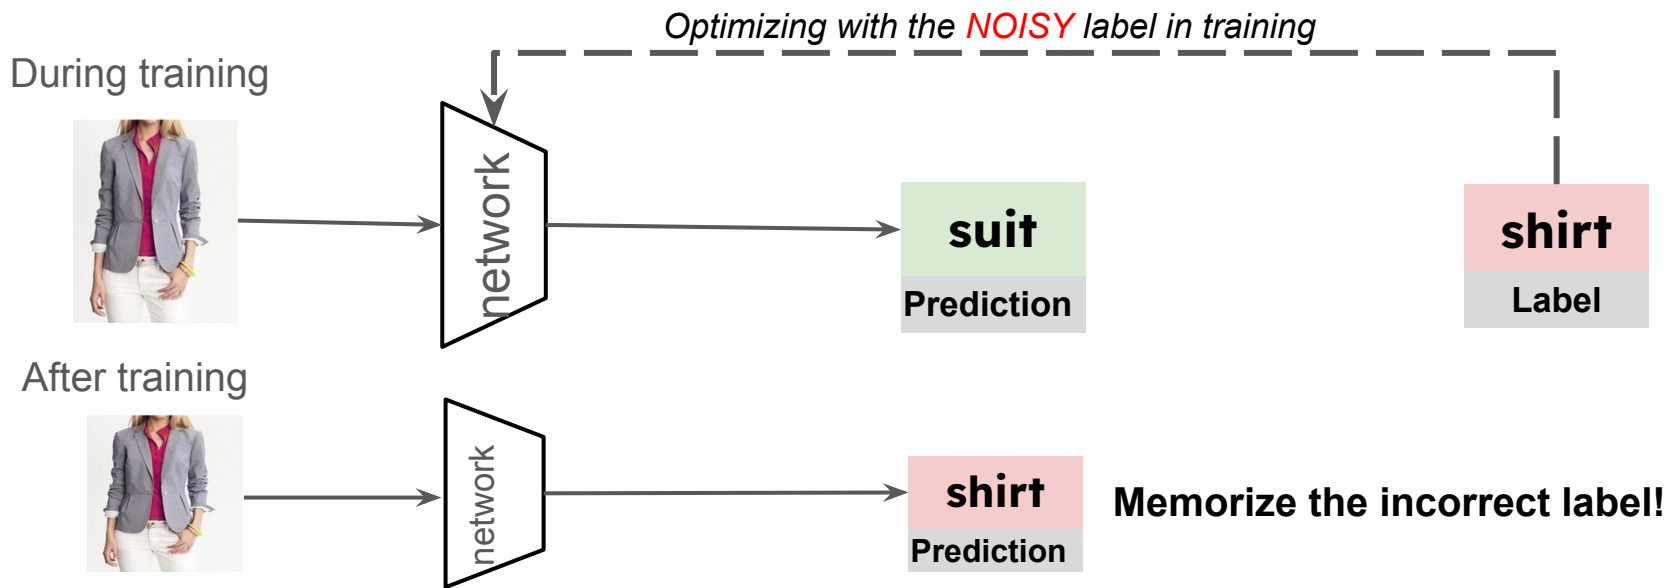 Optimizing with the NOISY label in training
During training
network
suit
Prediction
shirt
Label
After training
network
shirt
Prediction
Memorize the incorrect label!